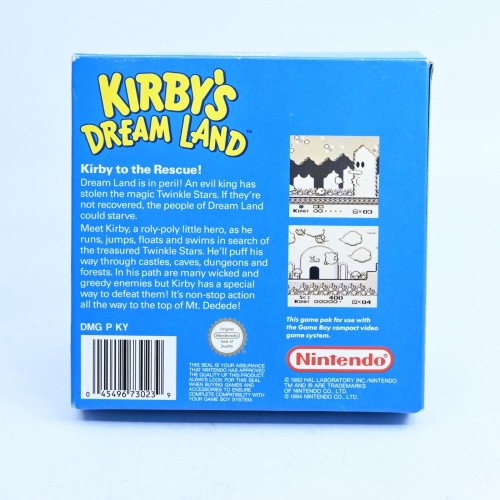 KIRBY'S
DREAM LAND™
Kirby to the Rescue!
Dream Land is in peril! An evil king has
stolen the magic Twinkle Stars. If they're
not recovered, the people of Dream Land
could starve.
Meet Kirby, a roly-poly little hero, as he
runs, jumps, floats and swims in search of
the treasured Twinkle Stars. He'll puff his
way through castles, caves, dungeons and
forests. In his path are many wicked and
greedy enemies but Kirby has a special
way to defeat them! It's non-stop action
all the way to the top of Mt. Dedede!
DMG P KY
0 45496 73023 9
Original
Nintendo
Seal of
Quality
THIS SEAL IS YOUR ASSURANCE
THAT NINTENDO HAS APPROVED
THE QUALITY OF THIS PRODUCT.
ALWAYS LOOK FOR THIS SEAL
WHEN BUYING GAMES AND
ACCESSORIES TO ENSURE
COMPLETE COMPATIBILITY WITH
YOUR GAME BOY SYSTEM.
KIRBY
03
400
KIRBY
04
This game pak for use with
the Game Boy compact video
game system.
Nintendo®
© 1992 HAL LABORATORY INC./NINTENDO
TM AND ® ARE TRADEMARKS
OF NINTENDO CO., LTD.
© 1994 NINTENDO CO., LTD.